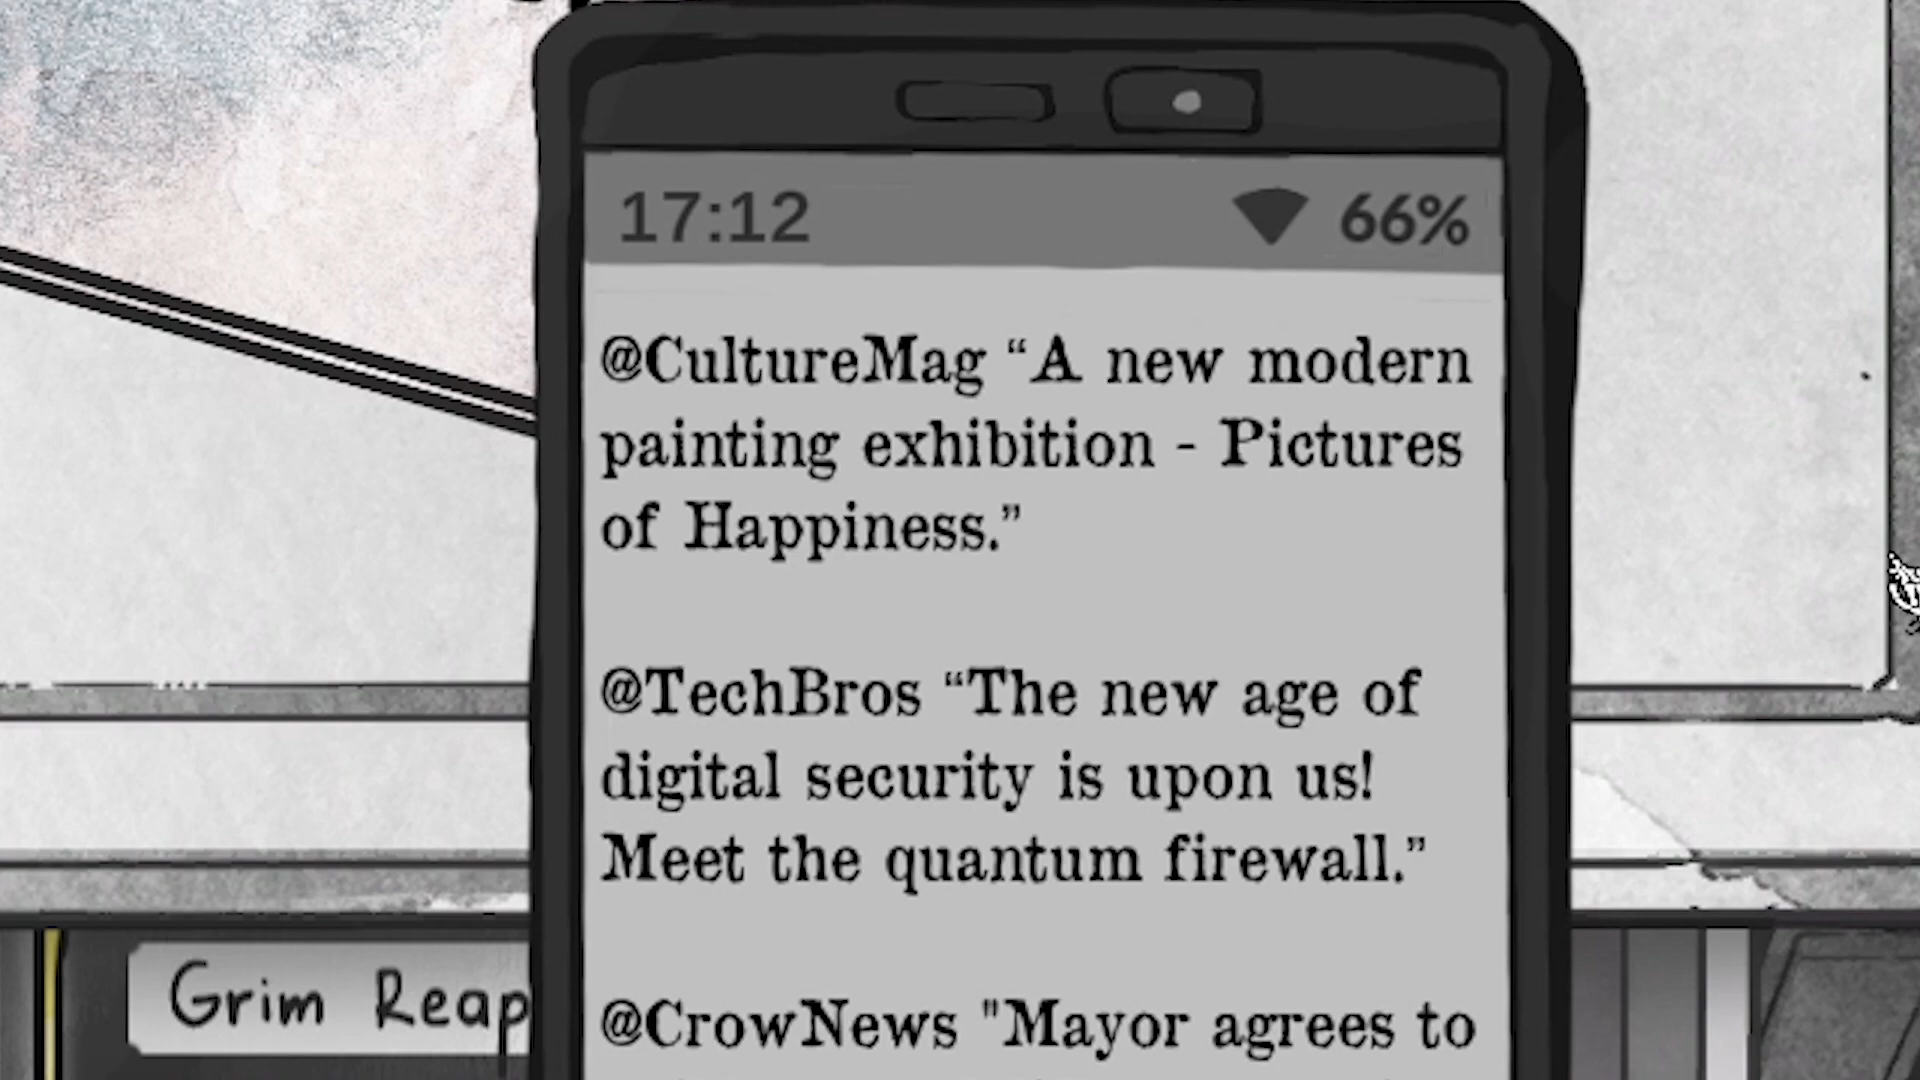 17:12 66%
@CultureMag “A new modern
painting exhibition - Pictures
of Happiness.”
@TechBros “The new age of
digital security is upon us!
Meet the quantum firewall.”
Grim Reap
@CrowNews "Mayor agrees to